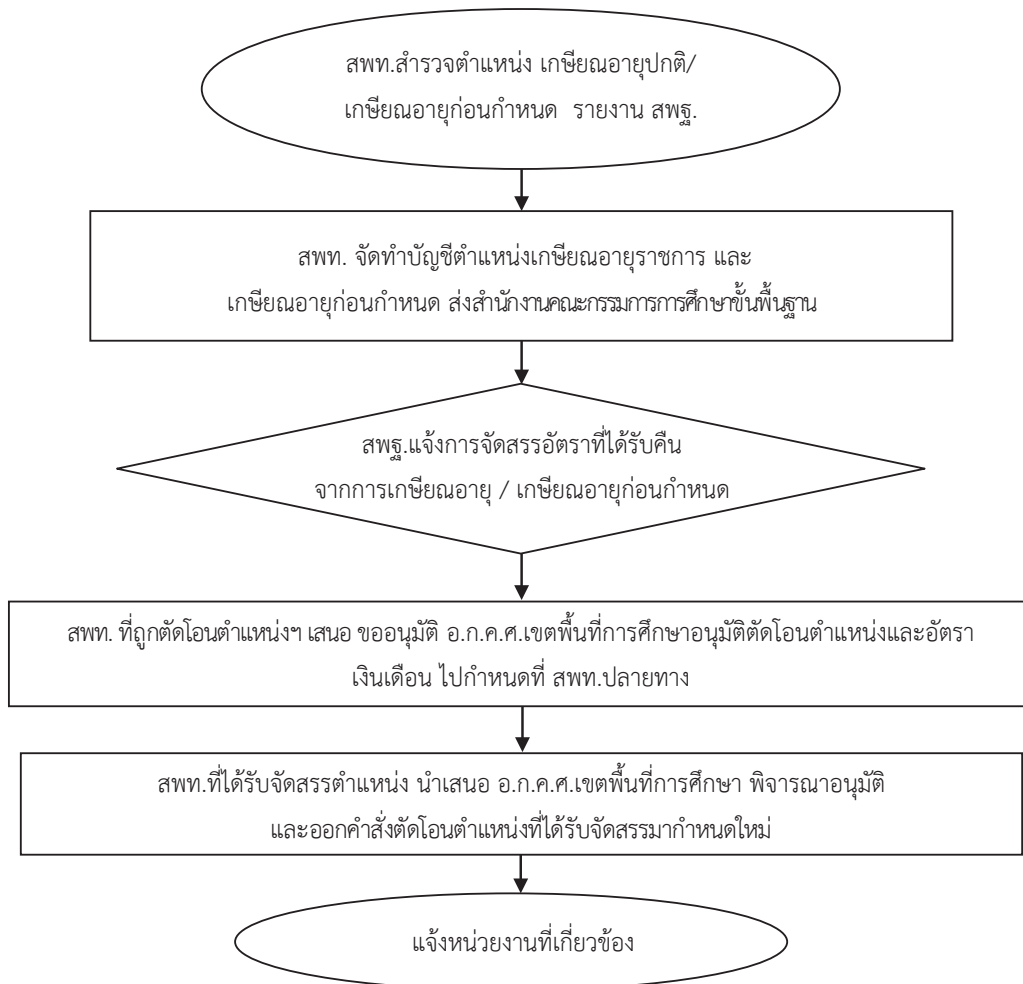 สพท.สำรวจตำแหน่ง เกษียณอายุปกติ/
เกษียณอายุก่อนกำหนด รายงาน สพฐ.
สพท. จัดทำบัญชีตำแหน่งเกษียณอายุราชการ และ
เกษียณอายุก่อนกำหนด ส่งสำนักงานคณะกรรมการการศึกษาขั้นพื้นฐาน
สพฐ.แจ้งการจัดสรรอัตราที่ได้รับคืน
จากการเกษียณอายุ / เกษียณอายุก่อนกำหนด
สพท. ที่ถูกตัดโอนตำแหน่งฯ เสนอ ขออนุมัติ อ.ก.ค.ศ.เขตพื้นที่การศึกษาอนุมัติตัดโอนตำแหน่งและอัตรา
เงินเดือน ไปกำหนดที่ สพท.ปลายทาง
สพท.ที่ได้รับจัดสรรตำแหน่ง นำเสนอ อ.ก.ค.ศ.เขตพื้นที่การศึกษา พิจารณาอนุมัติ
และออกคำสั่งตัดโอนตำแหน่งที่ได้รับจัดสรรมากำหนดใหม่
แจ้งหน่วยงานที่เกี่ยวข้อง